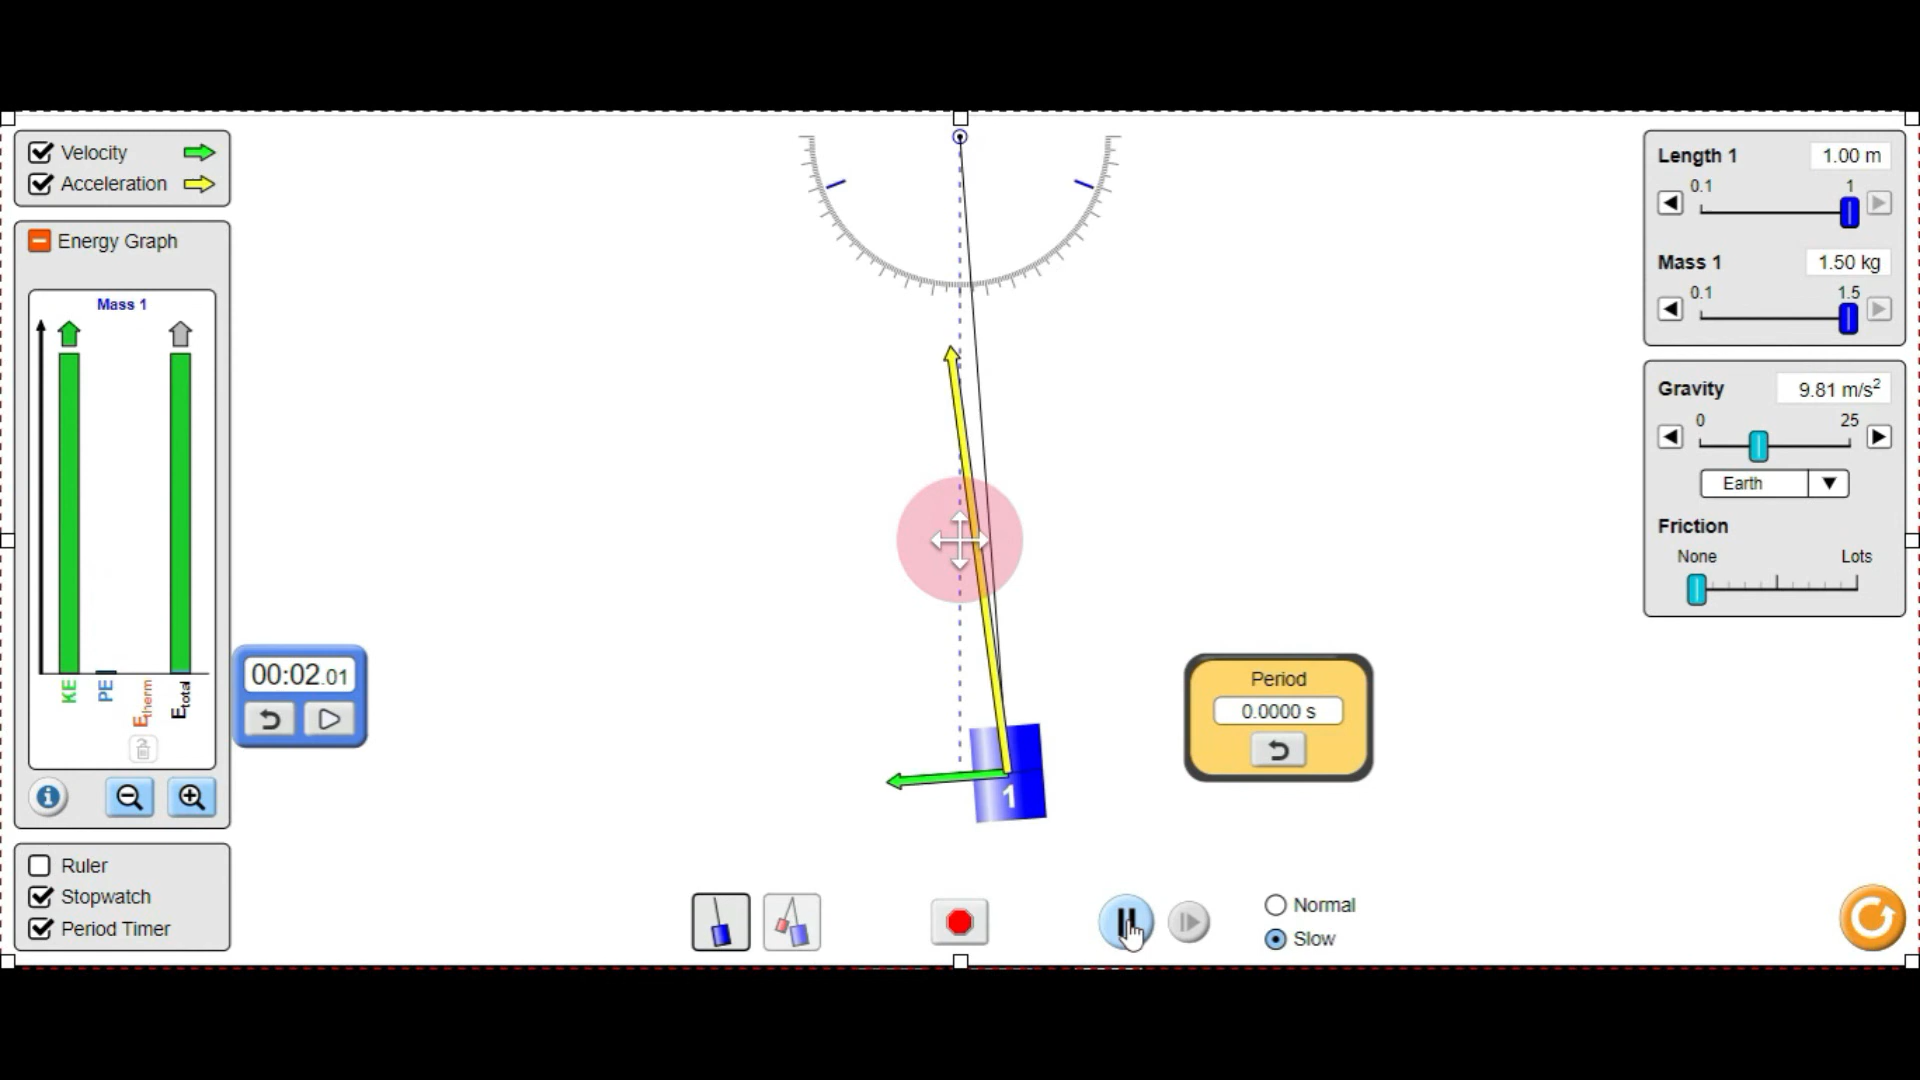 Velocity
Acceleration
Energy Graph
Mass 1
KE
PE
Etherm
Etotal
00:02.01
Ruler
Stopwatch
Period Timer
1
Period
0.0000 s
Normal
Slow
Length 1 1.00 m
0.1 1
Mass 1 1.50 kg
0.1 1.5
Gravity 9.81 m/s²
0 25
Earth
Friction
None Lots